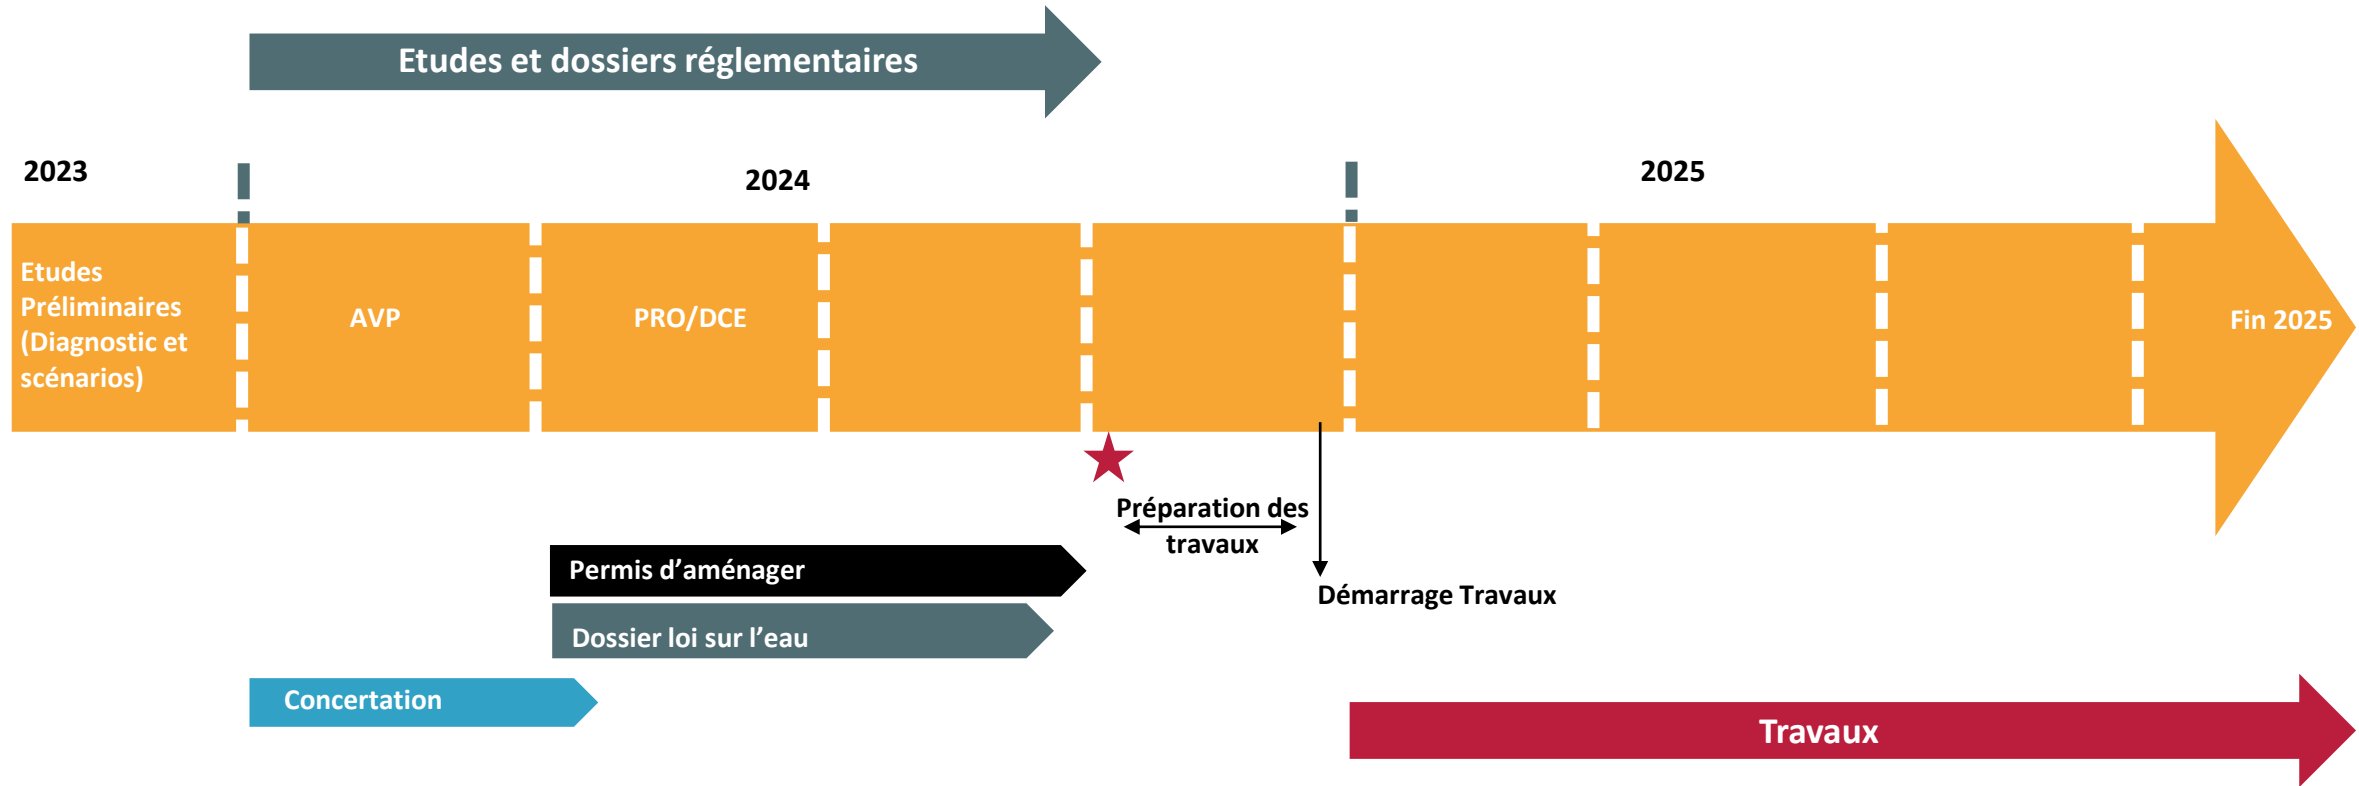 Etudes et dossiers réglementaires
2023
2024
2025
Etudes
Préliminaires
(Diagnostic et
scénarios)
AVP
PRO/DCE
Fin 2025
Préparation des
travaux
Permis d’aménager
Démarrage Travaux
Dossier loi sur l’eau
Concertation
Travaux